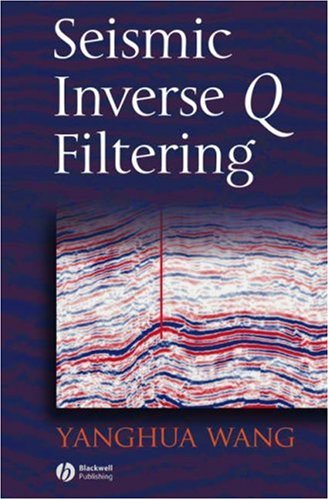 Seismic
Inverse Q
Filtering
YANGHUA WANG
Blackwell
Publishing